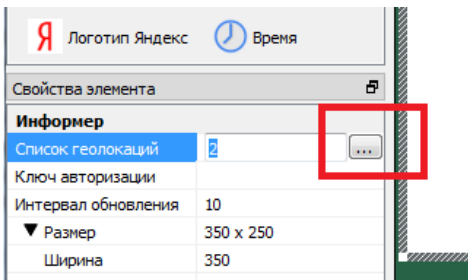 Я Логотип Яндекс Время
Свойства элемента
Информер
Список геолокаций 2 ...
Ключ авторизации
Интервал обновления 10
▼ Размер 350 x 250
Ширина 350